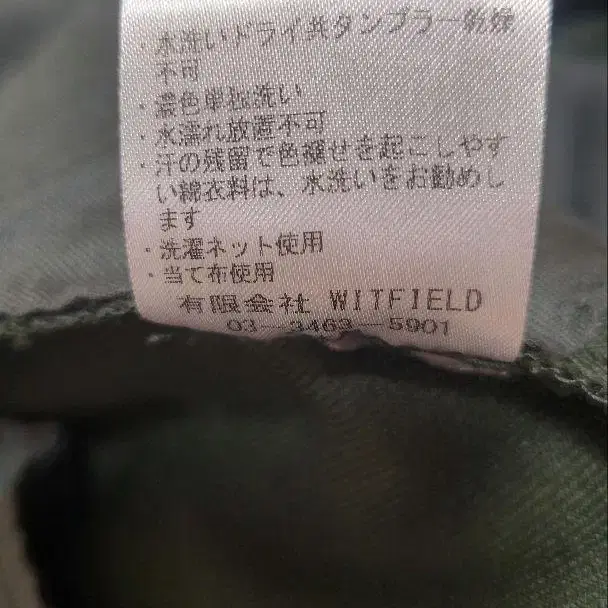 ・水洗いドライ共タンブラー乾燥
不可
・濃色単独洗い
・水濡れ放置不可
・汗の残留で色褪せを起こしやす
い綿衣料は、水洗いをお勧めし
ます
・洗濯ネット使用
・当て布使用
有限会社 WITFIELD
03-3463-5901